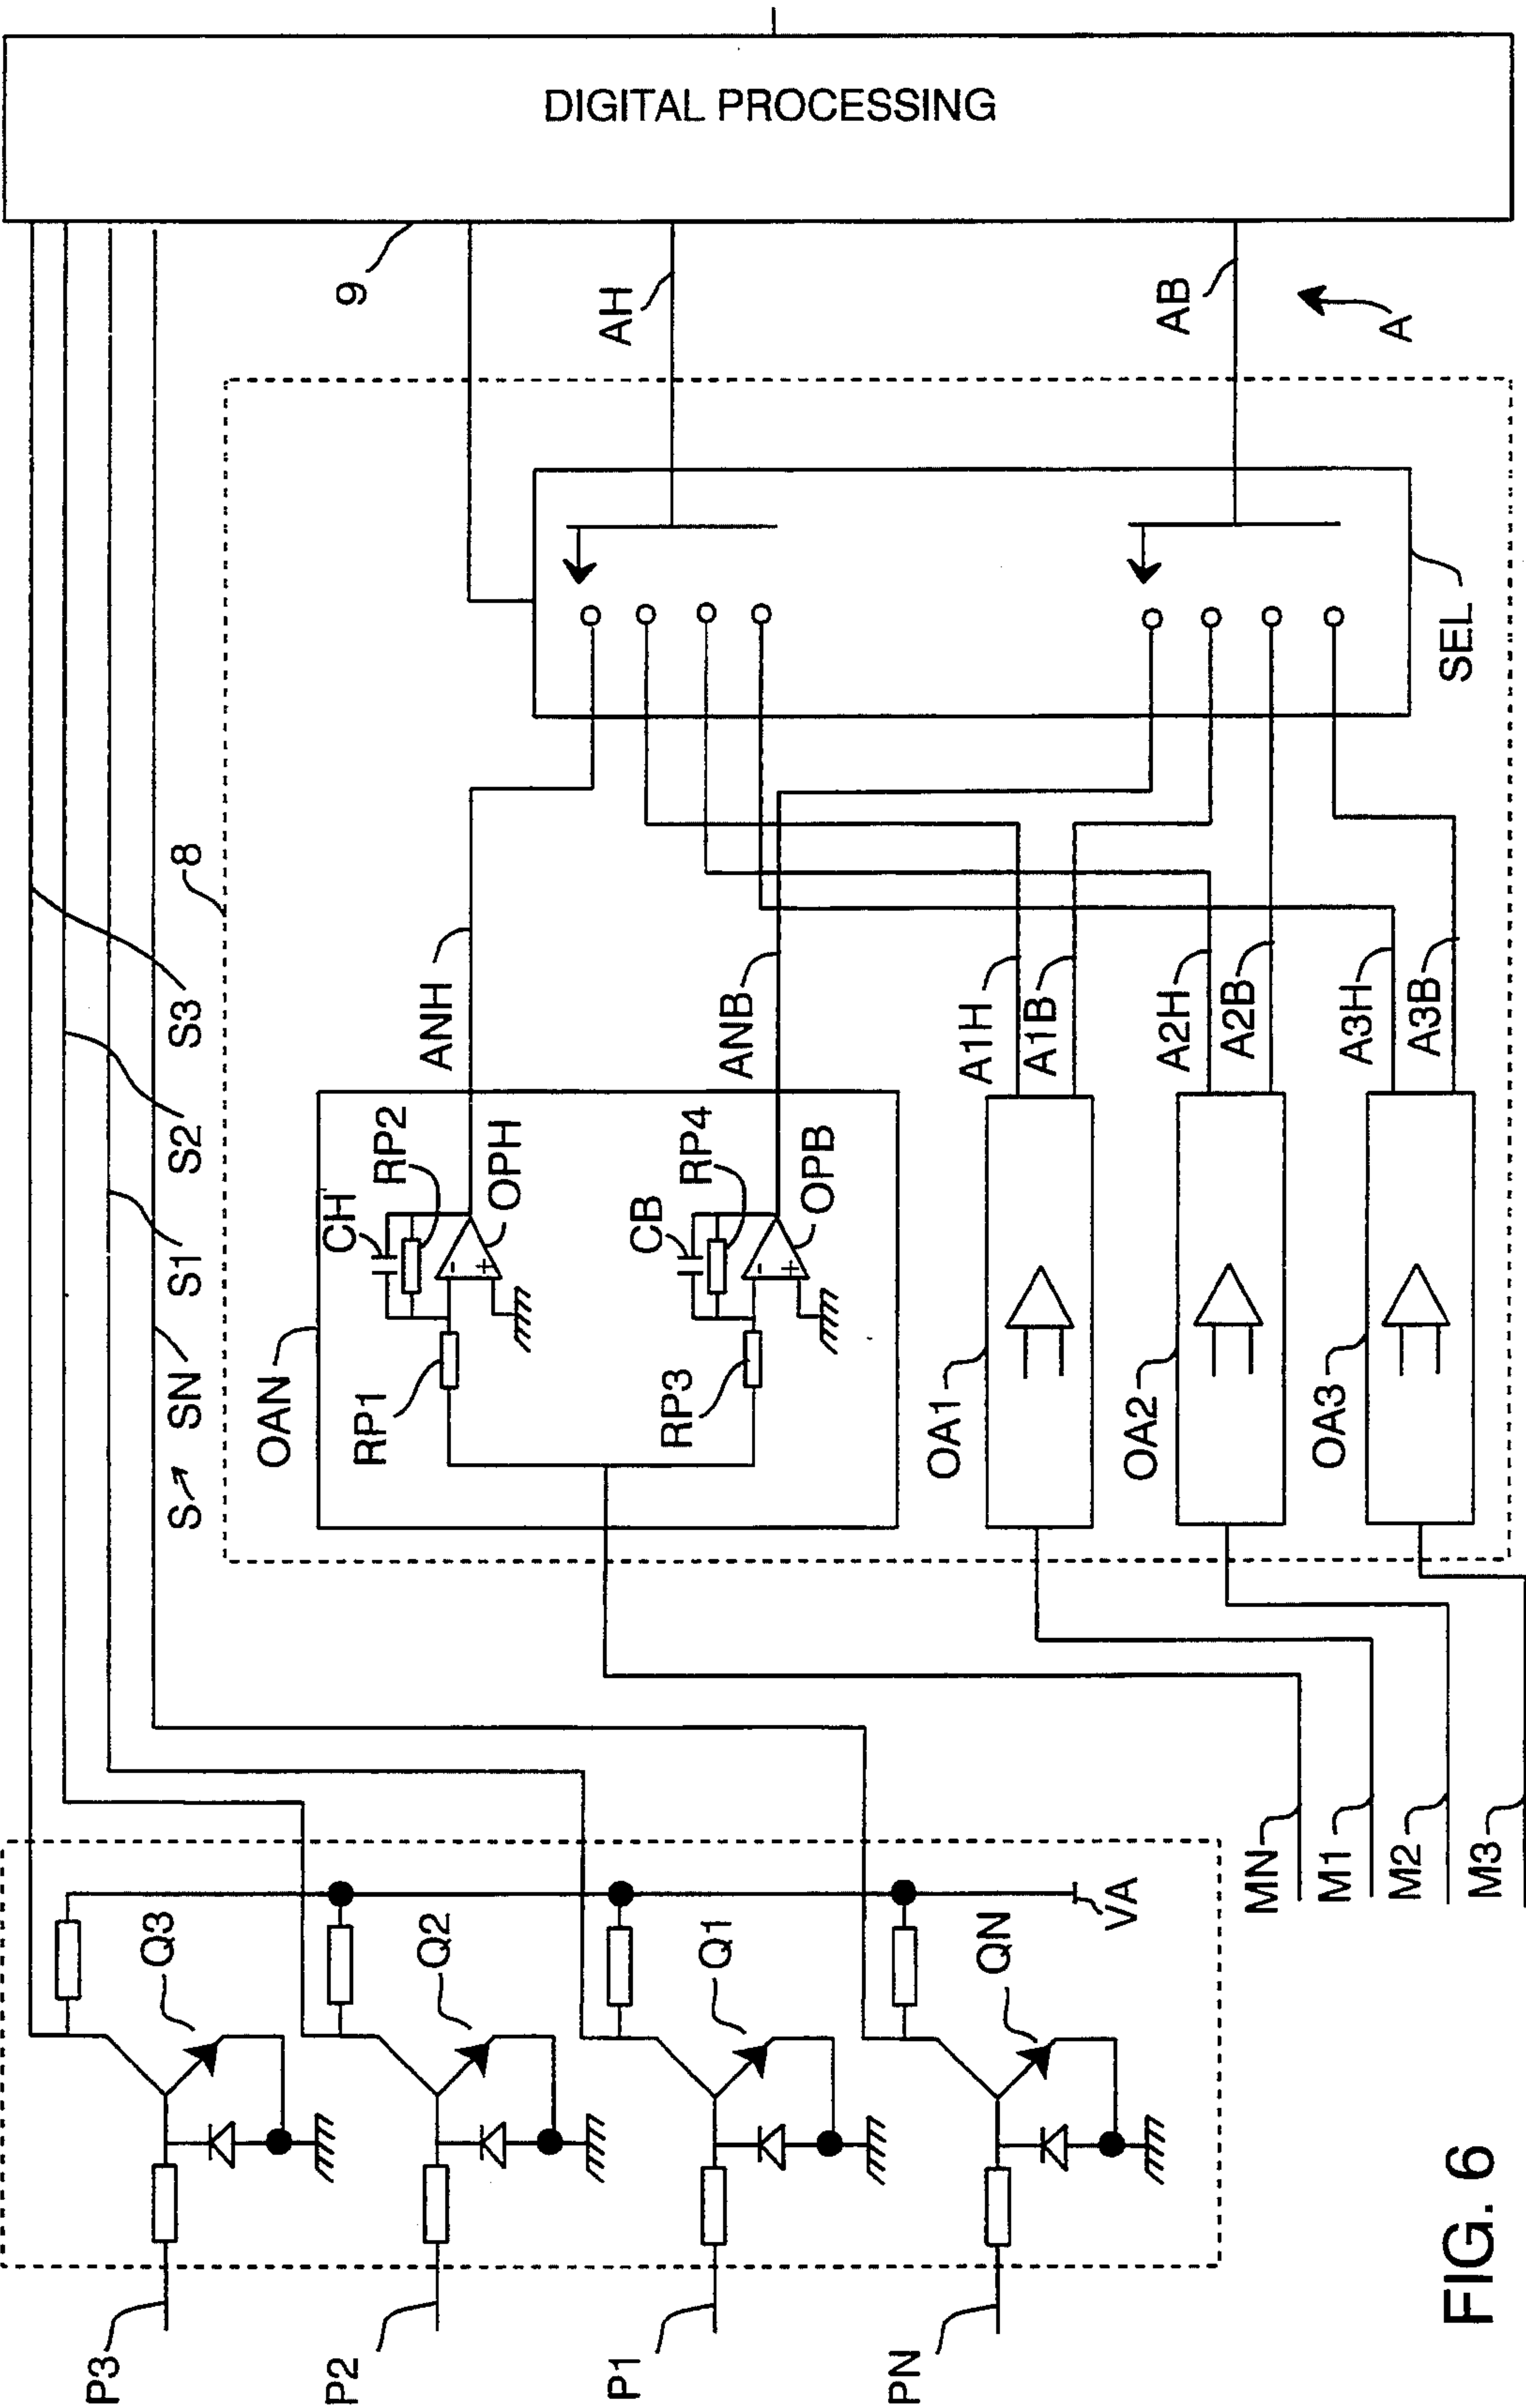 DIGITAL PROCESSING
9
AH
AB
A
SEL
8
S3
S2
S1
SN
S
ANH
ANB
A1H
A1B
A2H
A2B
A3H
A3B
OAN
CH
RP2
OPH
RP1
-
+
CB
RP4
OPB
RP3
-
+
OA1
OA2
OA3
MN
M1
M2
M3
Q3
Q2
Q1
QN
VA
P3
P2
P1
PN
FIG. 6